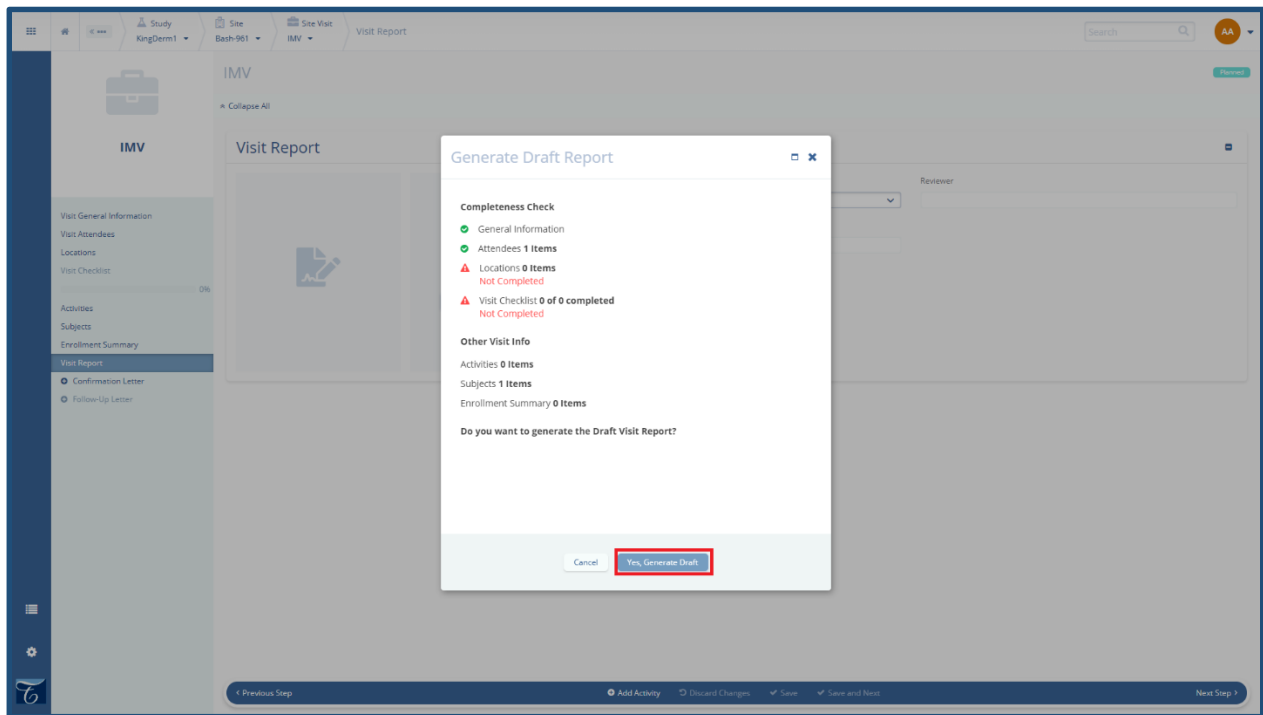 Study
KingDerm1
Site
Bash-961
Site Visit
IMV
Visit Report
Search
AA
IMV
Planned
Collapse All
IMV
Visit General Information
Visit Attendees
Locations
Visit Checklist
0%
Activities
Subjects
Enrollment Summary
Visit Report
Confirmation Letter
Follow-Up Letter
Visit Report
Reviewer
Generate Draft Report
Completeness Check
General Information
Attendees 1 Items
Locations 0 Items
Not Completed
Visit Checklist 0 of 0 completed
Not Completed
Other Visit Info
Activities 0 Items
Subjects 1 Items
Enrollment Summary 0 Items
Do you want to generate the Draft Visit Report?
Cancel
Yes, Generate Draft
< Previous Step
Add Activity
Discard Changes
Save
Save and Next
Next Step >